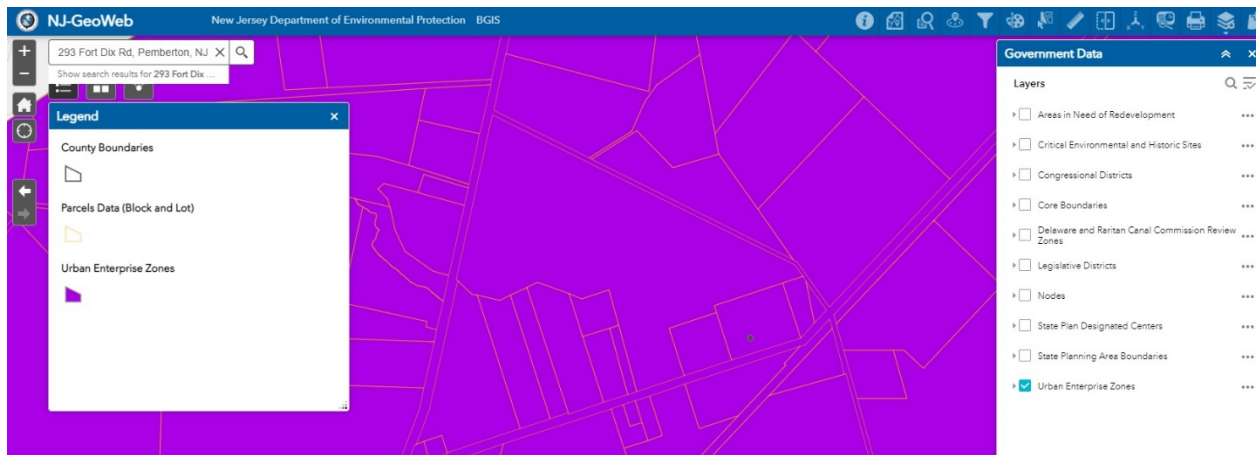 NJ-GeoWeb
New Jersey Department of Environmental Protection BGIS
+
293 Fort Dix Rd, Pemberton, NJ X
Show search results for 293 Fort Dix ...
−
Legend ×
County Boundaries
Parcels Data (Block and Lot)
Urban Enterprise Zones
Government Data ×
Layers
Areas in Need of Redevelopment ...
Critical Environmental and Historic Sites ...
Congressional Districts ...
Core Boundaries ...
Delaware and Raritan Canal Commission Review
Zones ...
Legislative Districts ...
Nodes ...
State Plan Designated Centers ...
State Planning Area Boundaries ...
Urban Enterprise Zones ...